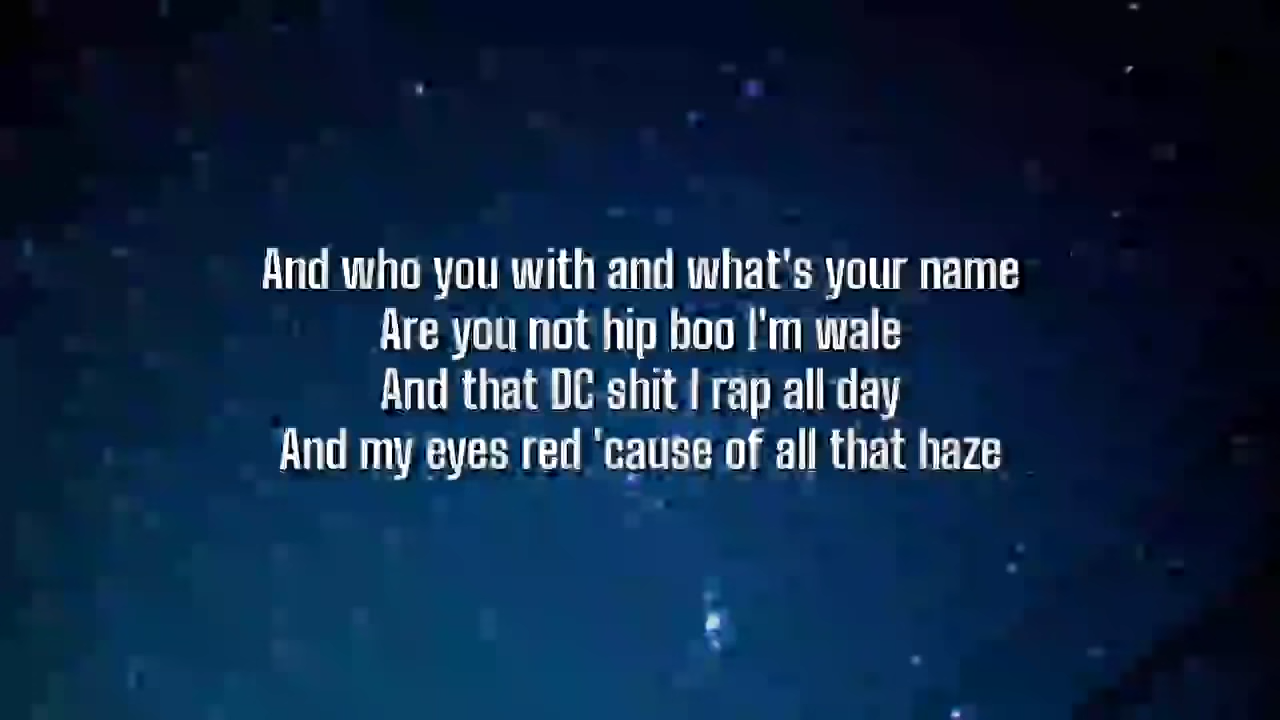 And who you with and what's your name
Are you not hip boo I'm wale
And that DC shit I rap all day
And my eyes red 'cause of all that haze